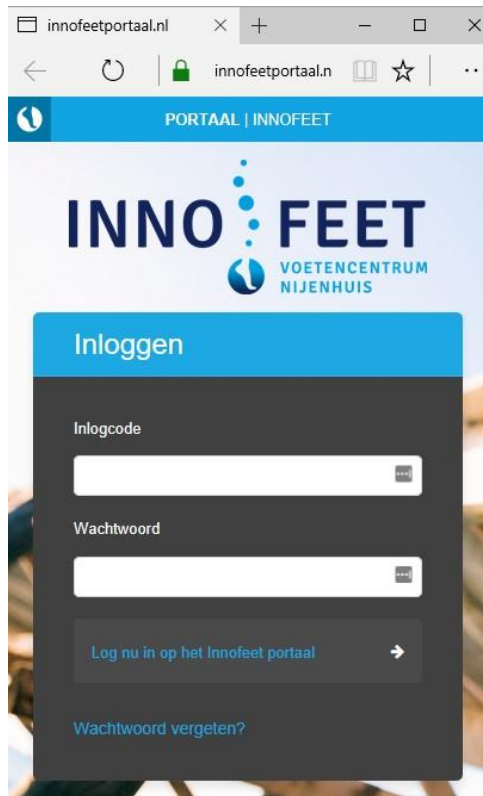 innofeetportaal.nl
innofeetportaal.n
PORTAAL | INNOFEET
INNO FEET
VOETENCENTRUM
NIJENHUIS
Inloggen
Inlogcode
Wachtwoord
Log nu in op het Innofeet portaal
Wachtwoord vergeten?